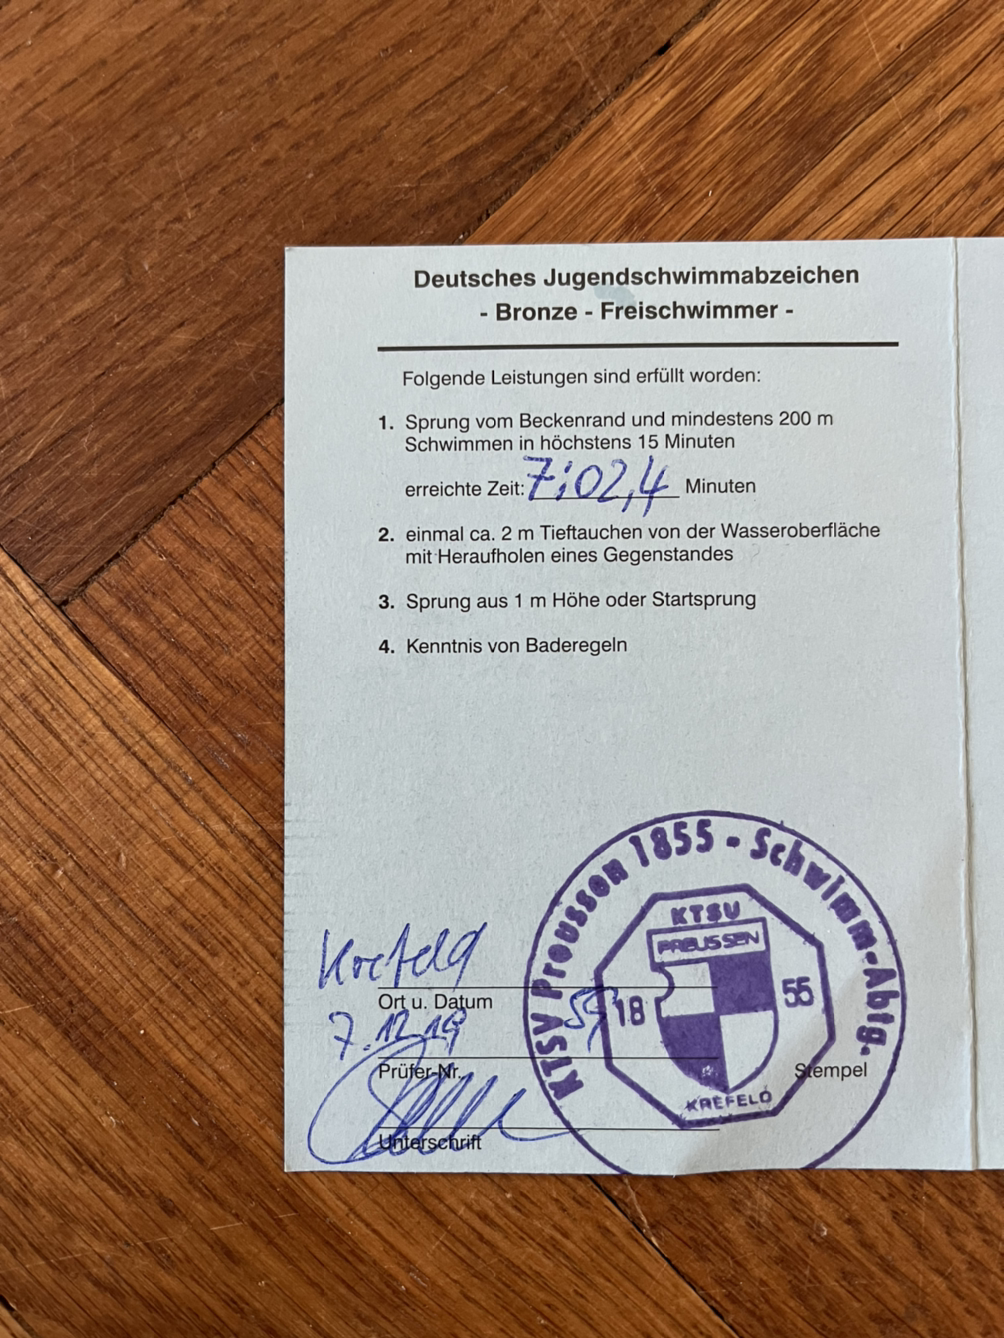 Deutsches Jugendschwimmabzeichen
- Bronze - Freischwimmer -
Folgende Leistungen sind erfüllt worden:
1. Sprung vom Beckenrand und mindestens 200 m
Schwimmen in höchstens 15 Minuten
erreichte Zeit: 7:02,4 Minuten
2. einmal ca. 2 m Tieftauchen von der Wasseroberfläche
mit Heraufholen eines Gegenstandes
3. Sprung aus 1 m Höhe oder Startsprung
4. Kenntnis von Baderegeln
KTSV Preussen 1855 - Schwimm-Abtg.
KTSV
PREUSSEN
18 55
KREFELD
Krefeld
Ort u. Datum
7.12.19 59
Prüfer-Nr.
Stempel
Unterschrift